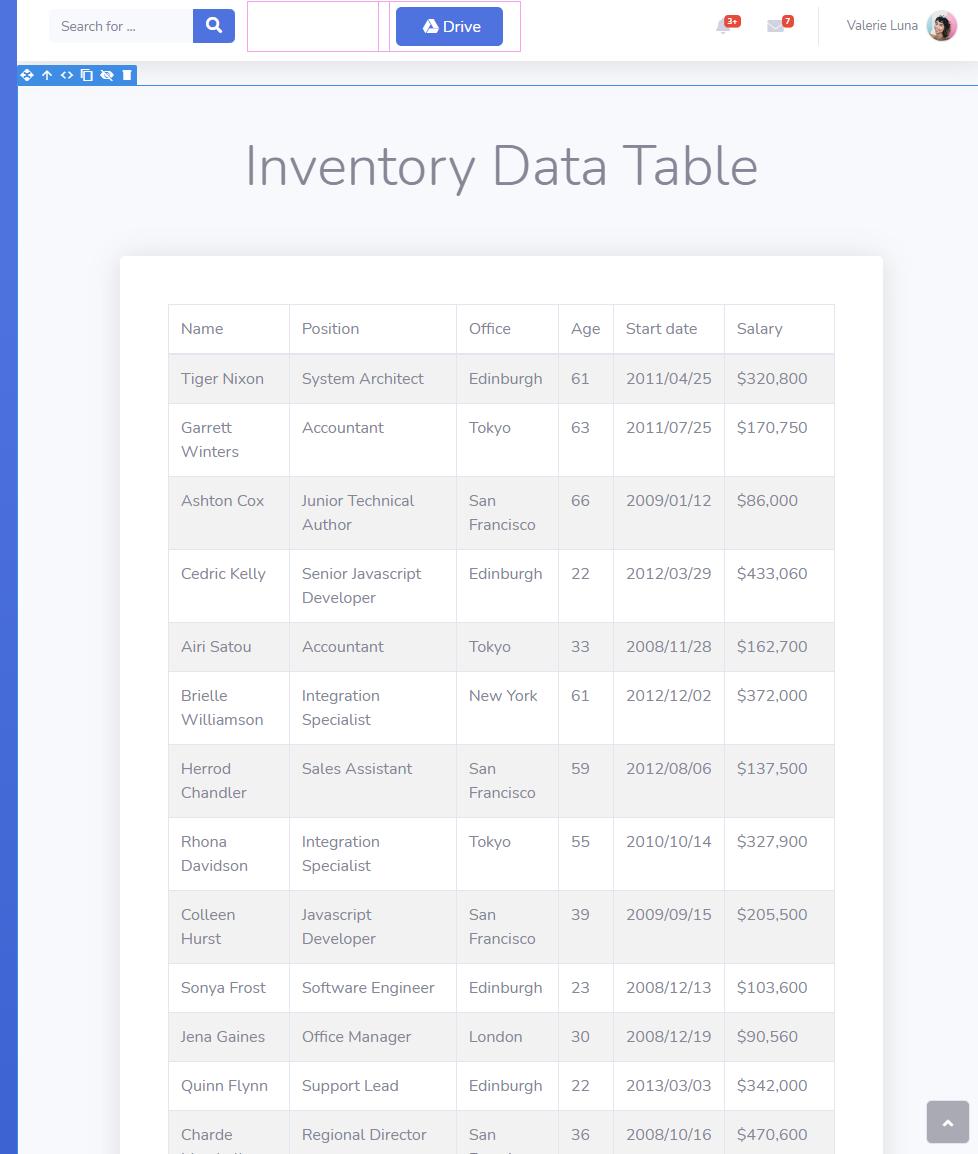 Search for ...
Drive
3+
7
Valerie Luna
Inventory Data Table
Name Position Office Age Start date Salary
Tiger Nixon System Architect Edinburgh 61 2011/04/25 $320,800
Garrett Accountant Tokyo 63 2011/07/25 $170,750
Winters
Ashton Cox Junior Technical San 66 2009/01/12 $86,000
Author Francisco
Cedric Kelly Senior Javascript Edinburgh 22 2012/03/29 $433,060
Developer
Airi Satou Accountant Tokyo 33 2008/11/28 $162,700
Brielle Integration New York 61 2012/12/02 $372,000
Williamson Specialist
Herrod Sales Assistant San 59 2012/08/06 $137,500
Chandler Francisco
Rhona Integration Tokyo 55 2010/10/14 $327,900
Davidson Specialist
Colleen Javascript San 39 2009/09/15 $205,500
Hurst Developer Francisco
Sonya Frost Software Engineer Edinburgh 23 2008/12/13 $103,600
Jena Gaines Office Manager London 30 2008/12/19 $90,560
Quinn Flynn Support Lead Edinburgh 22 2013/03/03 $342,000
Charde Regional Director San 36 2008/10/16 $470,600